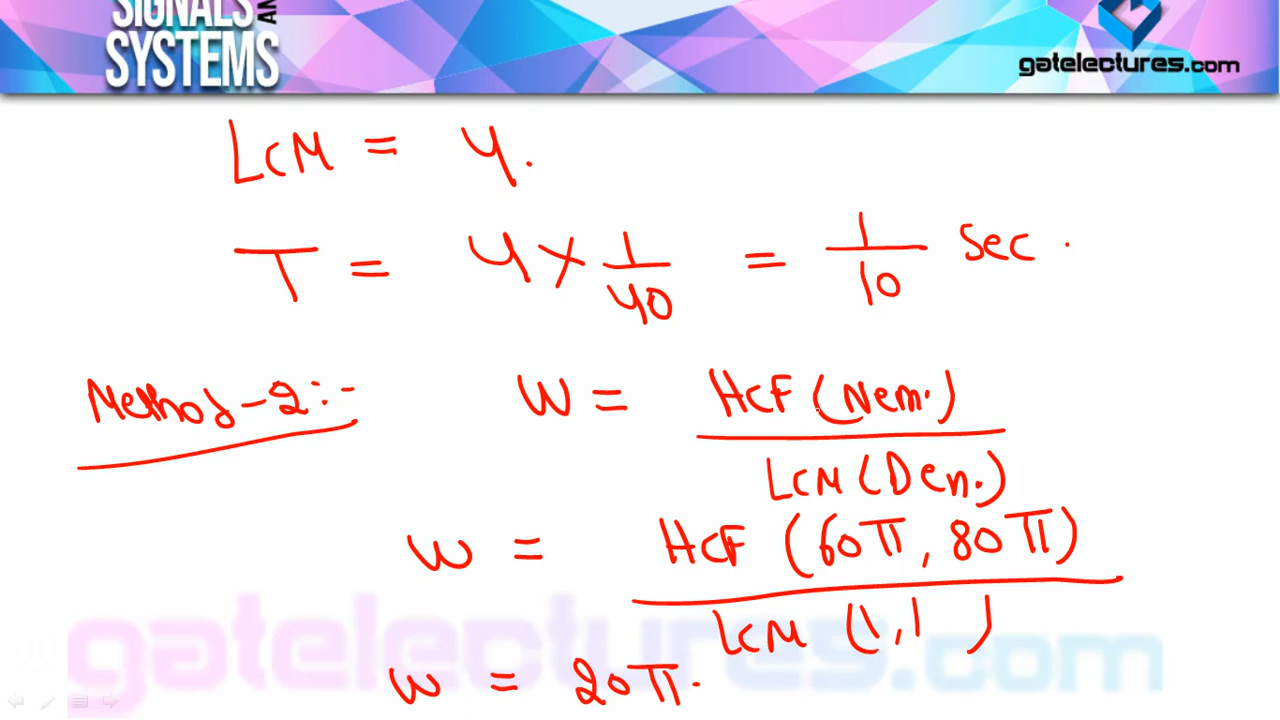 SIGNALS AND
SYSTEMS
gatelectures.com
LCM = 4.
T = 4 × 1/40 = 1/10 sec.
Method-2:- W = HCF (Nem.) / LCM (Den.)
W = HCF (60π, 80π) / LCM (1, 1)
W = 20π.
gatelectures.com